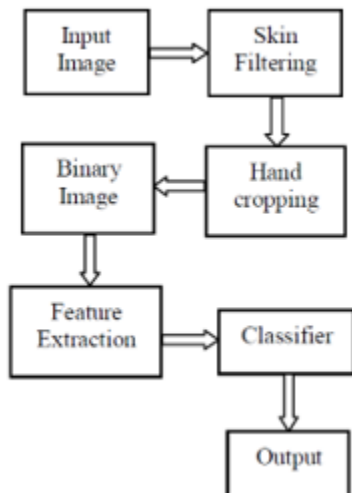 Input
Image
Skin
Filtering
Hand
cropping
Binary
Image
Feature
Extraction
Classifier
Output